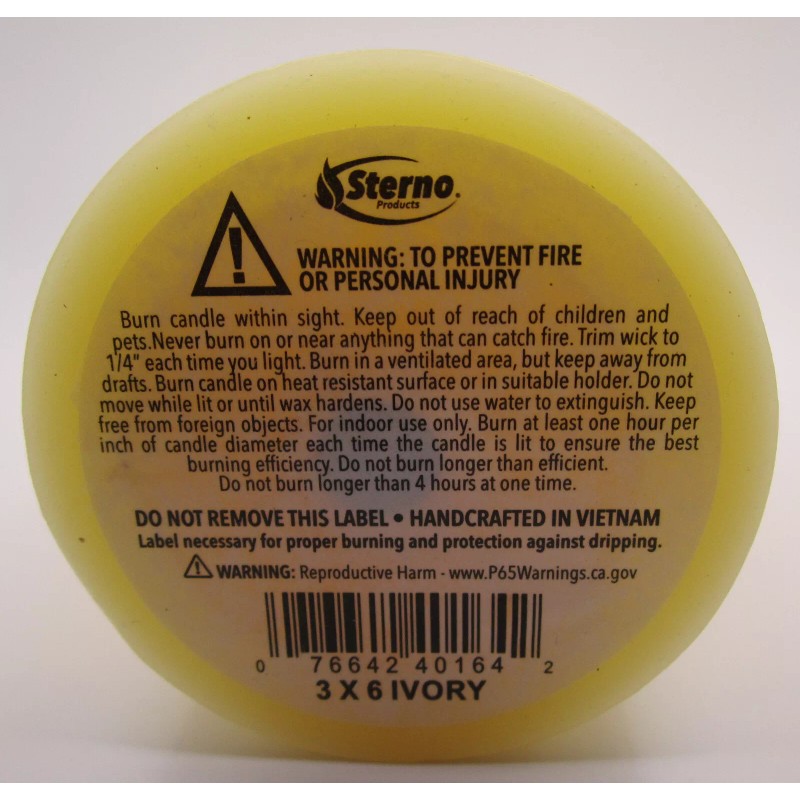 Sterno
Products
WARNING: TO PREVENT FIRE
OR PERSONAL INJURY
Burn candle within sight. Keep out of reach of children and
pets.Never burn on or near anything that can catch fire. Trim wick to
1/4" each time you light. Burn in a ventilated area, but keep away from
drafts. Burn candle on heat resistant surface or in suitable holder. Do not
move while lit or until wax hardens. Do not use water to extinguish. Keep
free from foreign objects. For indoor use only. Burn at least one hour per
inch of candle diameter each time the candle is lit to ensure the best
burning efficiency. Do not burn longer than efficient.
Do not burn longer than 4 hours at one time.
DO NOT REMOVE THIS LABEL • HANDCRAFTED IN VIETNAM
Label necessary for proper burning and protection against dripping.
WARNING: Reproductive Harm - www.P65Warnings.ca.gov
0 76642 40164 2
3 X 6 IVORY